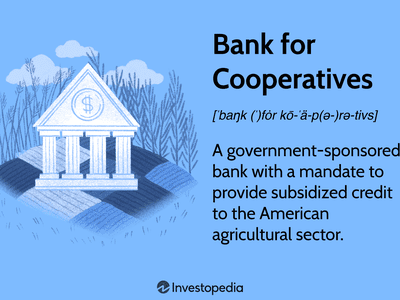 Bank for
Cooperatives
[ˈbaŋk (ˈ)fȯr kō-ˈä-p(ə-)rə-tivs]
A government-sponsored
bank with a mandate to
provide subsidized credit
to the American
agricultural sector.
$
Investopedia